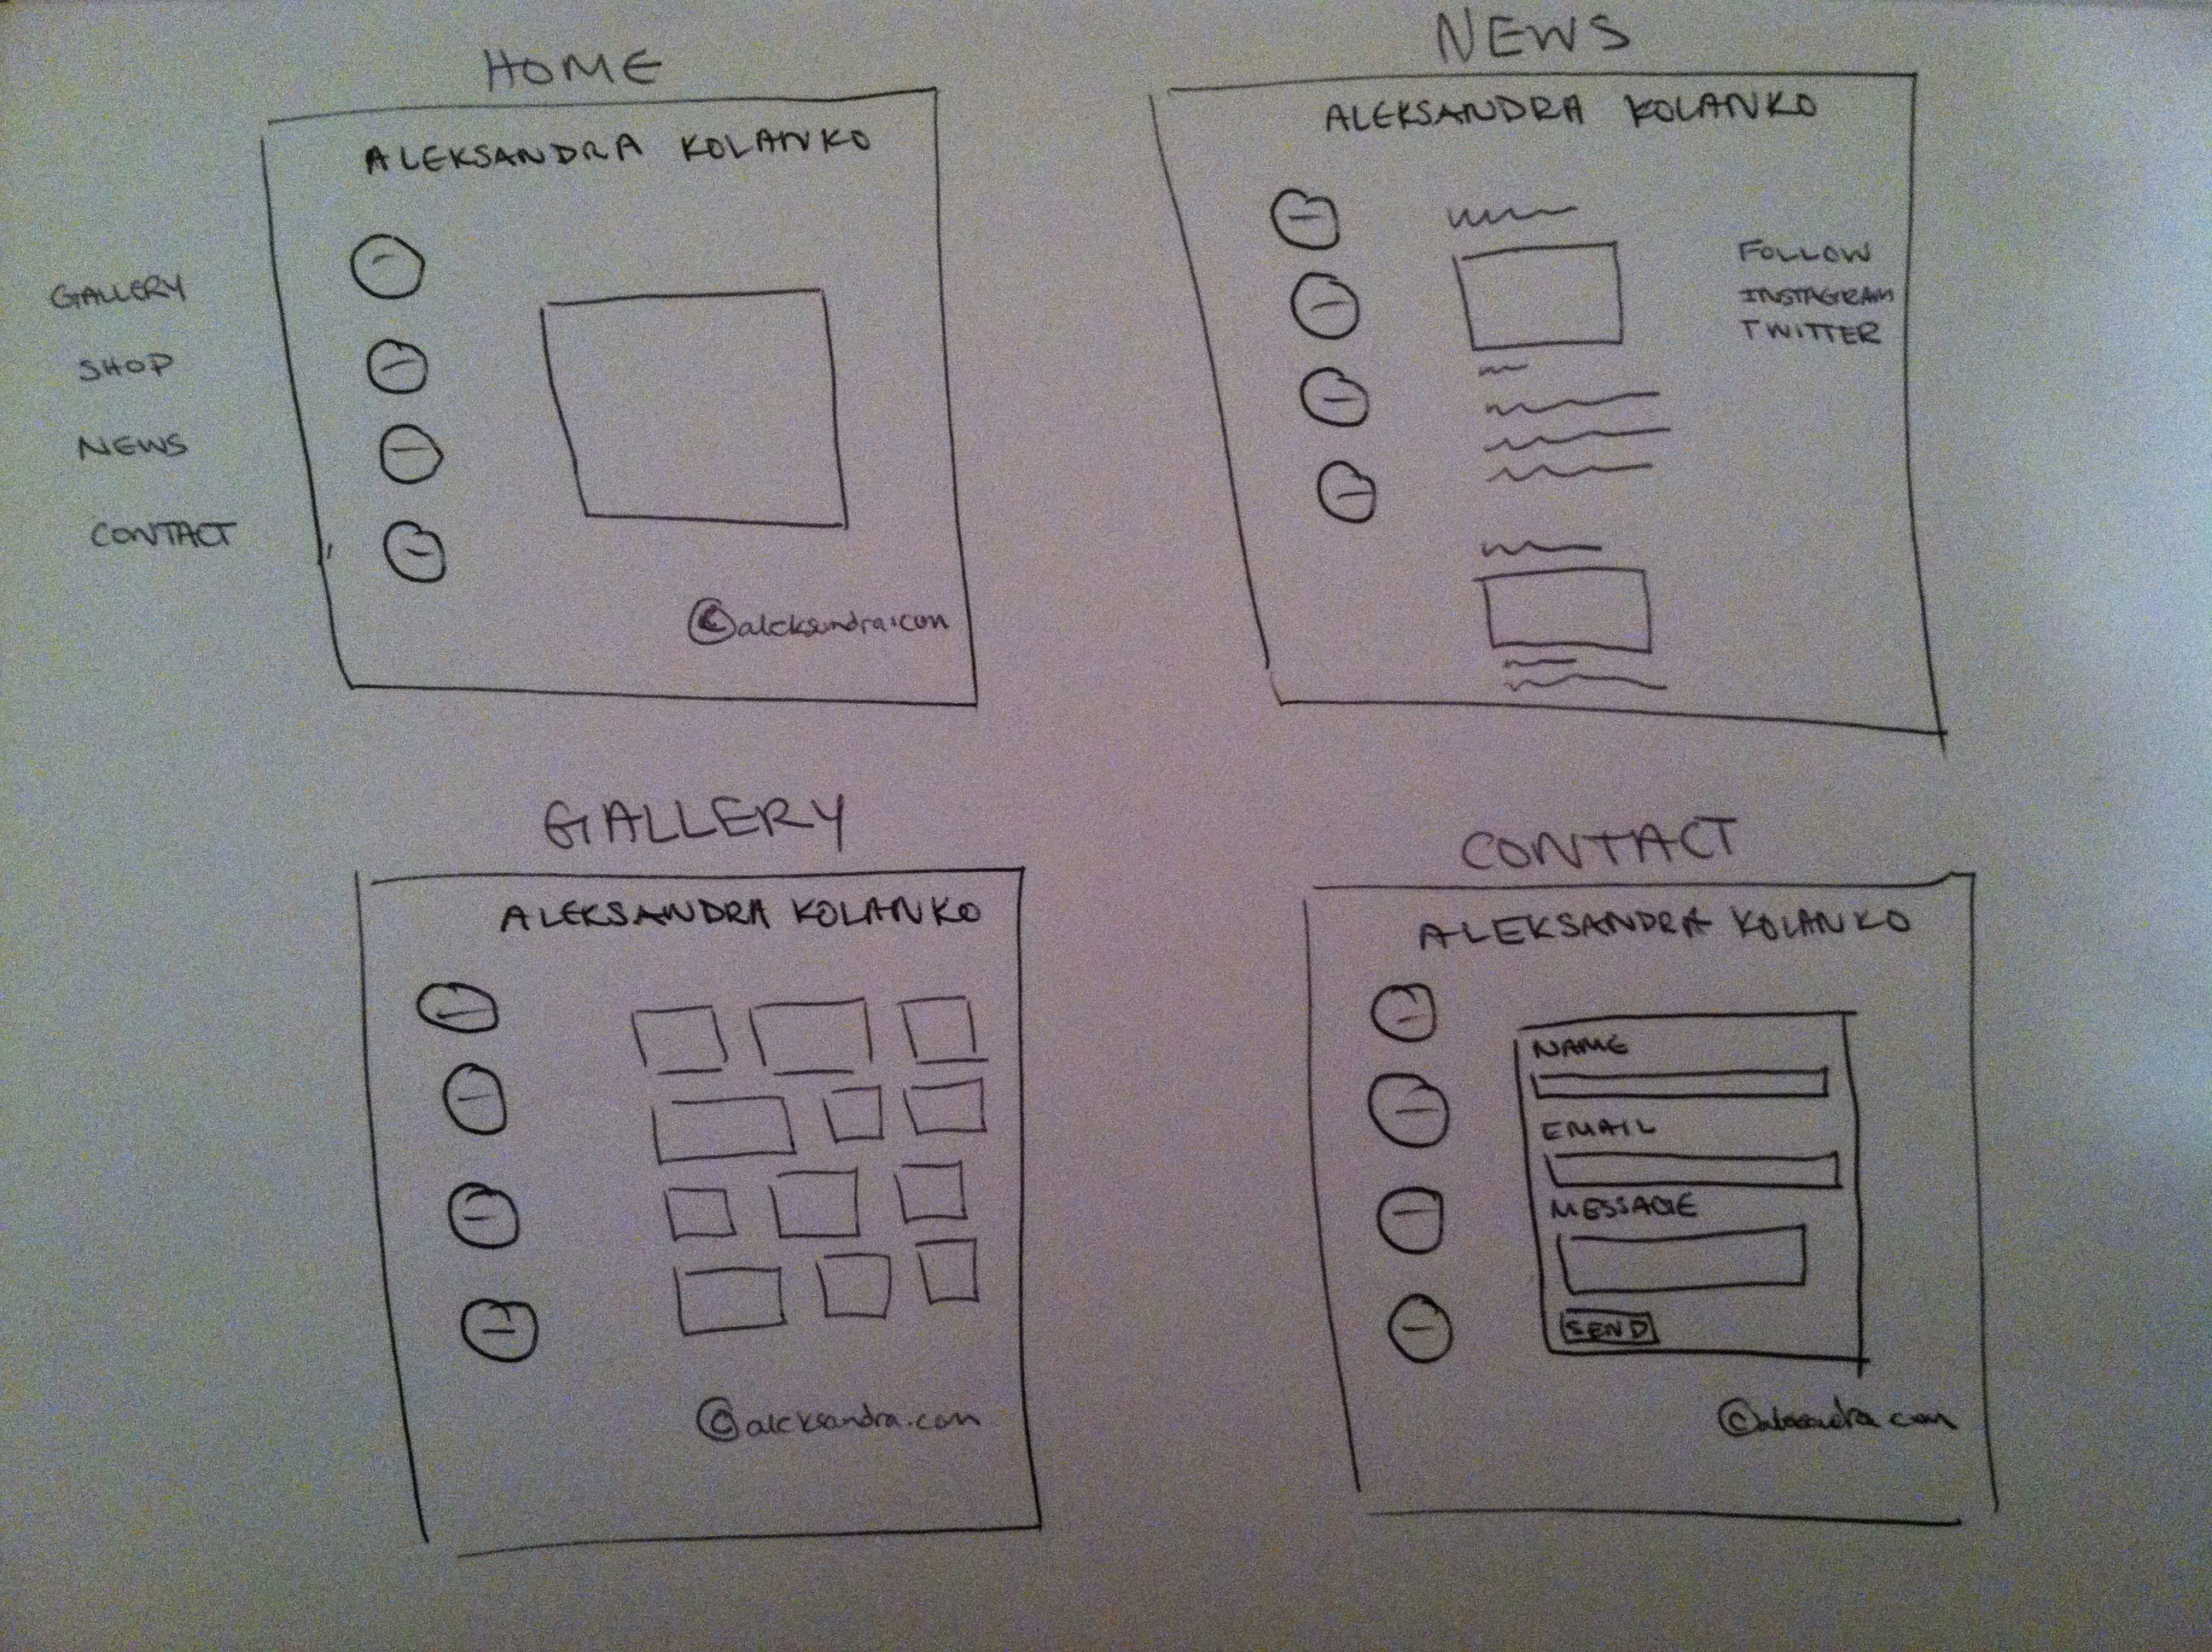 HOME
ALEKSANDRA KOLANKO
GALLERY
SHOP
NEWS
CONTACT
©aleksandra.com
NEWS
ALEKSANDRA KOLANKO
FOLLOW
INSTAGRAM
TWITTER
GALLERY
ALEKSANDRA KOLANKO
©aleksandra.com
CONTACT
ALEKSANDRA KOLANKO
NAME
EMAIL
MESSAGE
SEND
©aleksandra.com